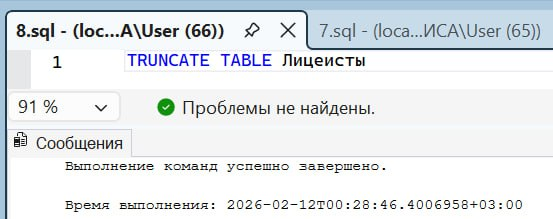 8.sql - (loc...A\User (66))
7.sql - (loca...ИСА\User (65))
1 TRUNCATE TABLE Лицеисты
91 %
Проблемы не найдены.
Сообщения
Выполнение команд успешно завершено.
Время выполнения: 2026-02-12T00:28:46.4006958+03:00